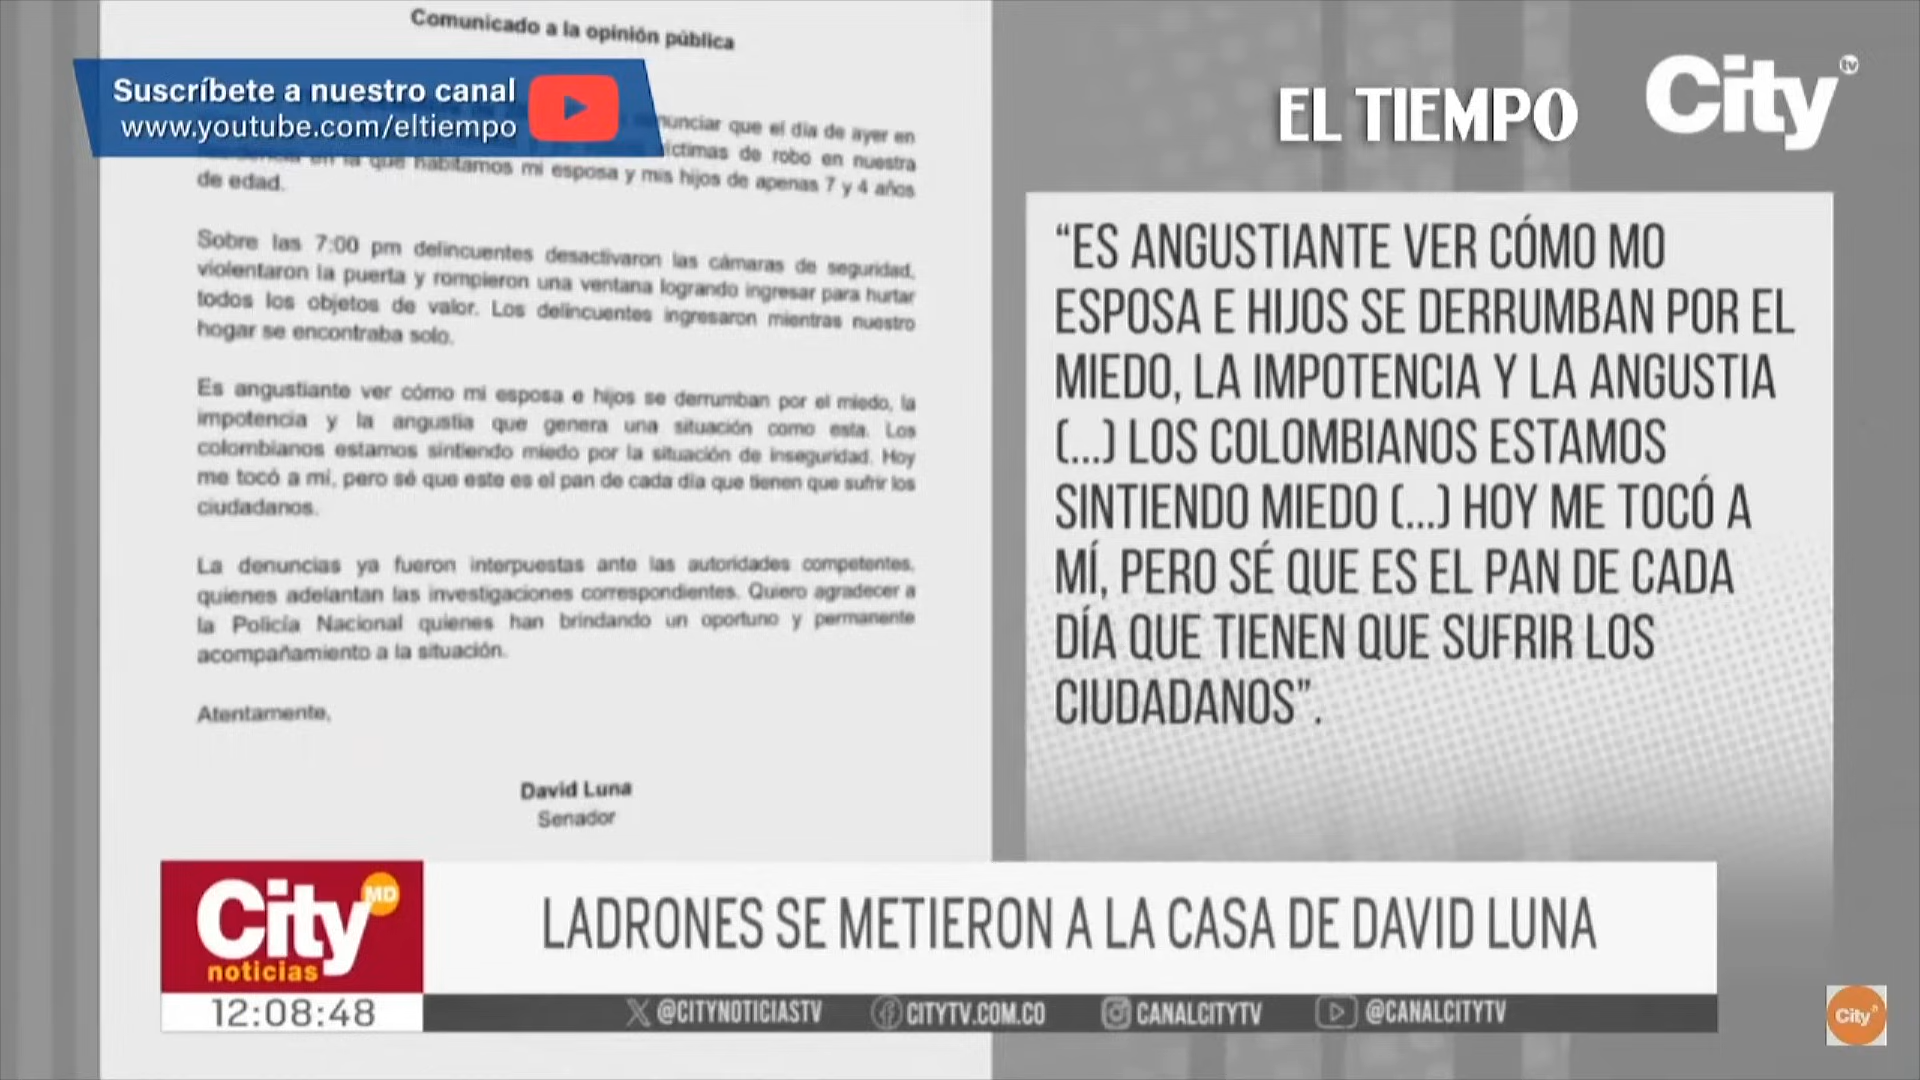 Comunicado a la opinión pública
Suscríbete a nuestro canal
www.youtube.com/eltiempo
nunciar que el día de ayer en
íctimas de robo en nuestra
en la que habitamos mi esposa y mis hijos de apenas 7 y 4 años
de edad.
Sobre las 7:00 pm delincuentes desactivaron las cámaras de seguridad,
violentaron la puerta y rompieron una ventana logrando ingresar para hurtar
todos los objetos de valor. Los delincuentes ingresaron mientras nuestro
hogar se encontraba solo.
Es angustiante ver cómo mi esposa e hijos se derrumban por el miedo, la
impotencia y la angustia que genera una situación como esta. Los
colombianos estamos sintiendo miedo por la situación de inseguridad. Hoy
me tocó a mí, pero sé que este es el pan de cada día que tienen que sufrir los
ciudadanos.
La denuncias ya fueron interpuestas ante las autoridades competentes,
quienes adelantan las investigaciones correspondientes. Quiero agradecer a
la Policía Nacional quienes han brindando un oportuno y permanente
acompañamiento a la situación.
Atentamente,
David Luna
Senador
EL TIEMPO
City tv
“ES ANGUSTIANTE VER CÓMO MO
ESPOSA E HIJOS SE DERRUMBAN POR EL
MIEDO, LA IMPOTENCIA Y LA ANGUSTIA
(...) LOS COLOMBIANOS ESTAMOS
SINTIENDO MIEDO (...) HOY ME TOCÓ A
MÍ, PERO SÉ QUE ES EL PAN DE CADA
DÍA QUE TIENEN QUE SUFRIR LOS
CIUDADANOS”.
City MD
noticias
LADRONES SE METIERON A LA CASA DE DAVID LUNA
12:08:48
@CITYNOTICIASTV
CITYTV.COM.CO
CANALCITYTV
@CANALCITYTV
City